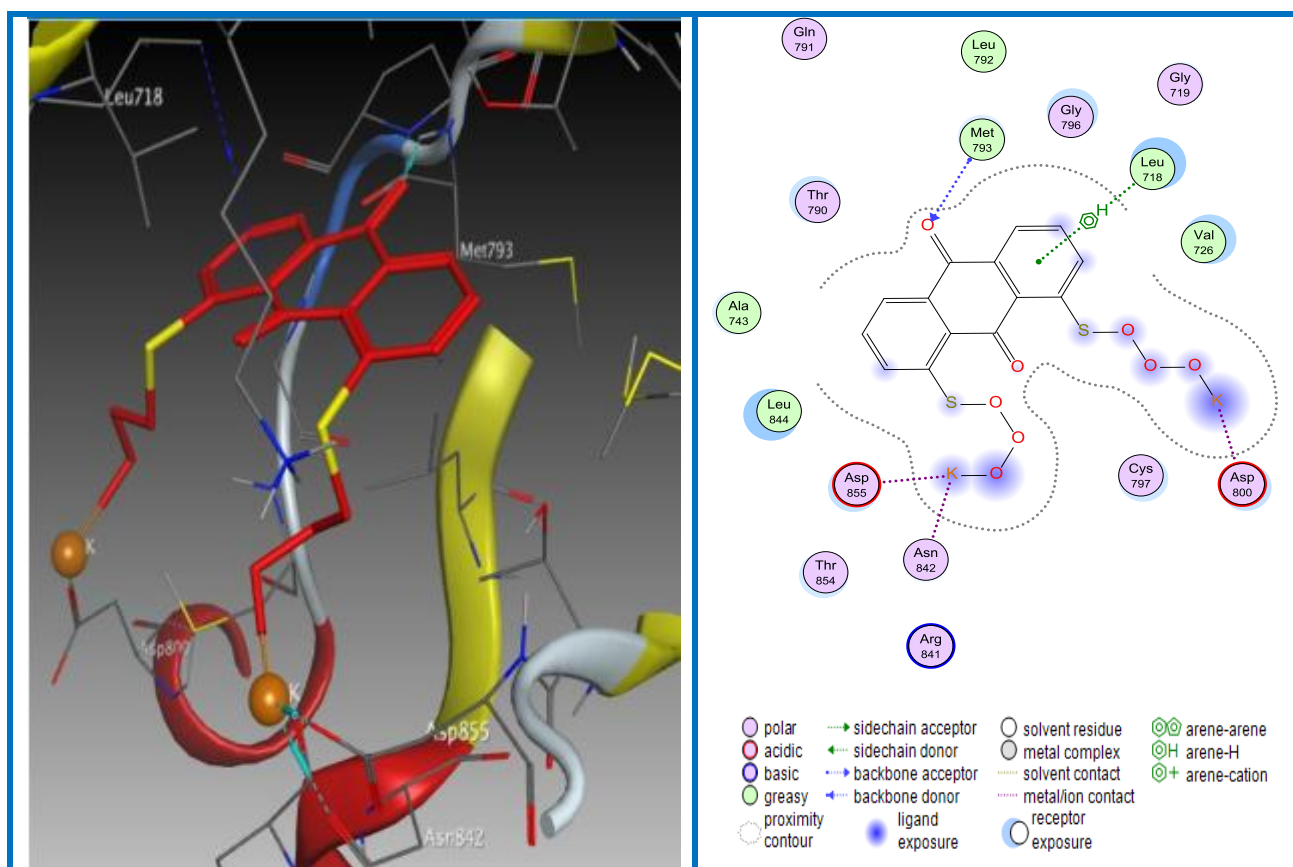 Leu718
Met793
K
Asp800
K
Asp855
Asn842
Gln
791
Leu
792
Gly
719
Gly
796
Met
793
Leu
718
Thr
790
H
Val
726
O
Ala
743
S
O
O
O
O
K
Leu
844
S
O
O
K
O
Cys
797
Asp
800
Asp
855
Asn
842
Thr
854
Arg
841
polar
acidic
basic
greasy
proximity
contour
sidechain acceptor
sidechain donor
backbone acceptor
backbone donor
ligand
exposure
solvent residue
metal complex
solvent contact
metal/ion contact
receptor
exposure
arene-arene
H arene-H
+ arene-cation